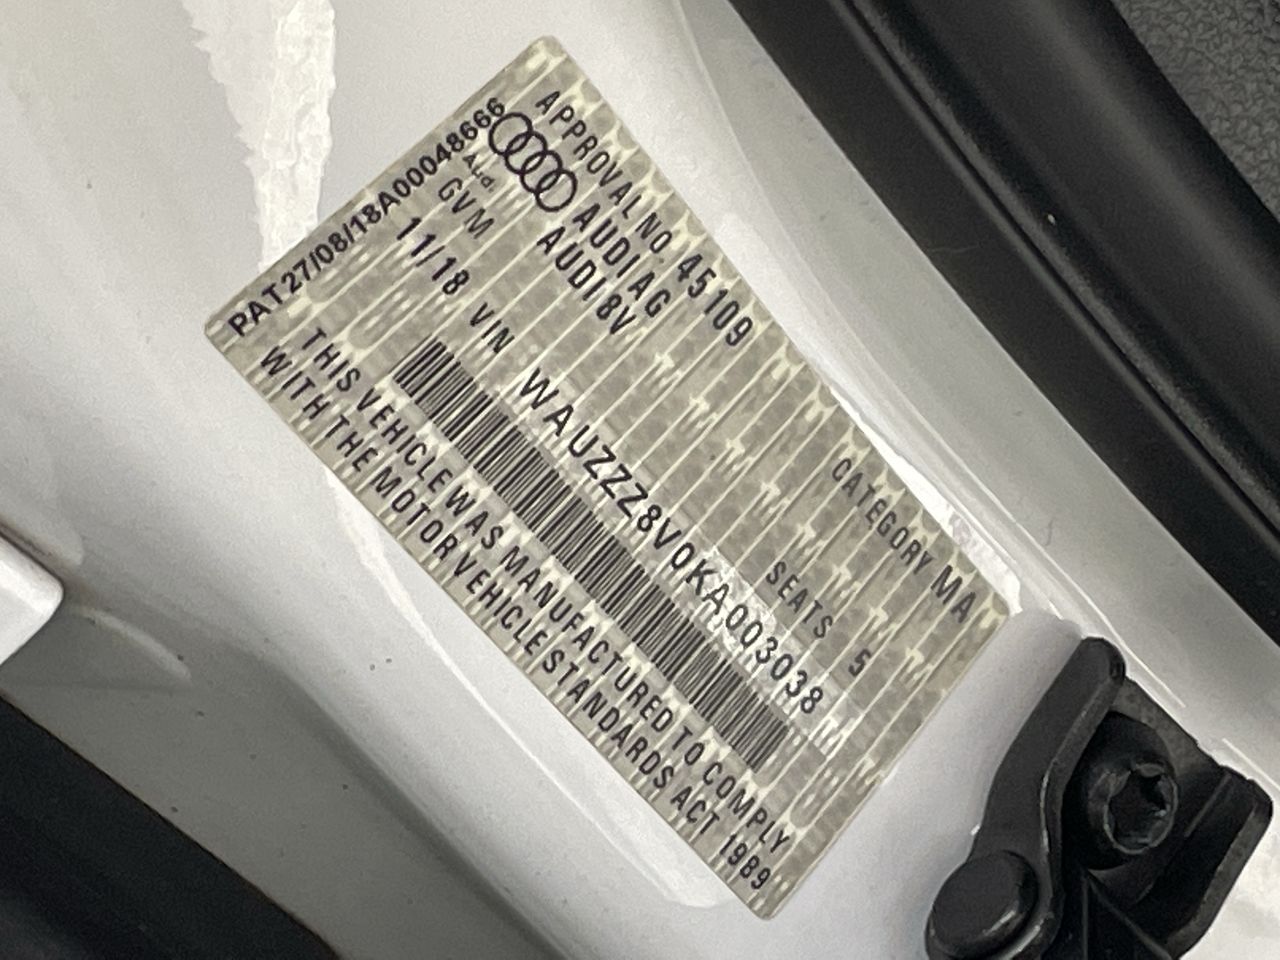 PAT27/08/18A00048666
APPROVAL NO. 45109
CATEGORY MA
Audi
AUDI AG
AUDI 8V
GVM
SEATS 5
11/18
VIN WAUZZZ8V0KA003038
THIS VEHICLE WAS MANUFACTURED TO COMPLY
WITH THE MOTOR VEHICLE STANDARDS ACT 1989